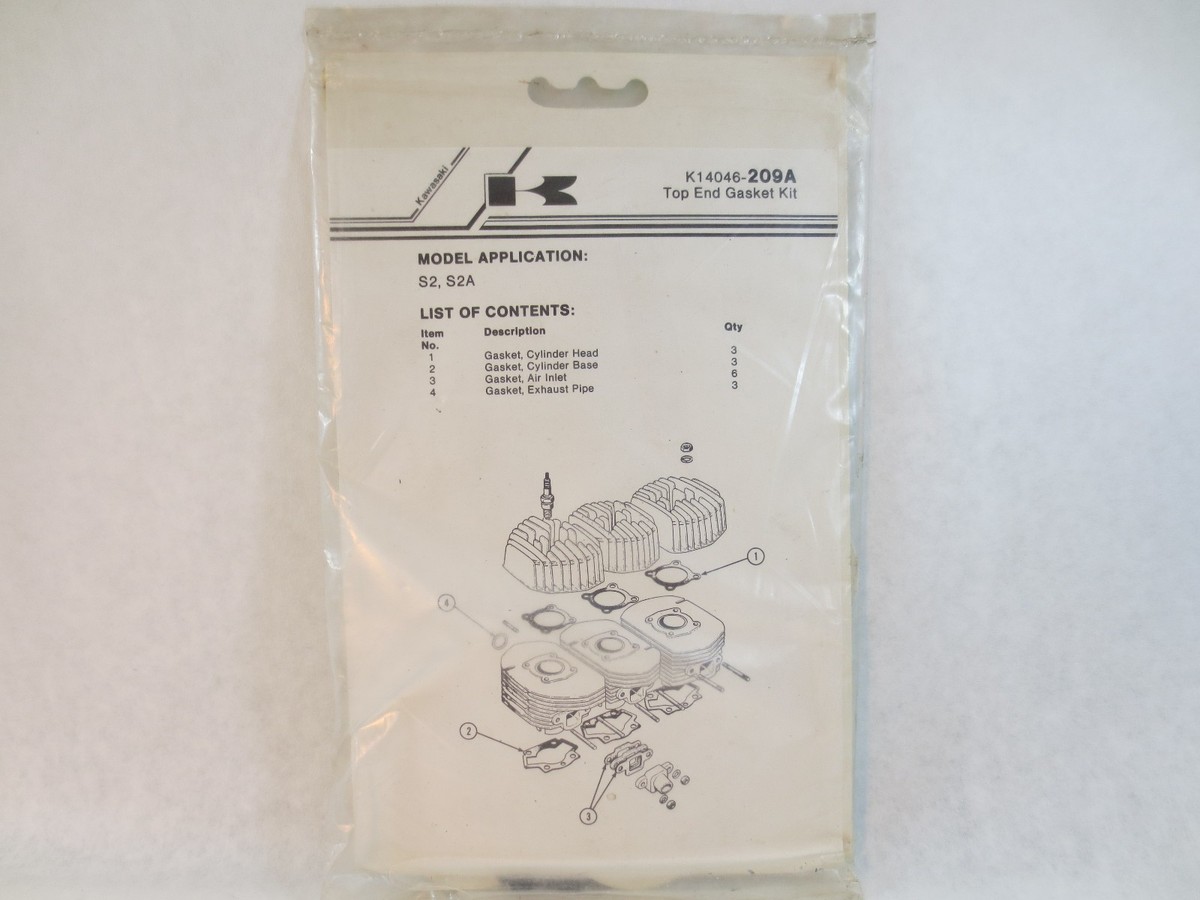 Kawasaki
K14046-209A
Top End Gasket Kit
MODEL APPLICATION:
S2, S2A
LIST OF CONTENTS:
Item No. Description Qty
1 Gasket, Cylinder Head 3
2 Gasket, Cylinder Base 3
3 Gasket, Air Inlet 6
4 Gasket, Exhaust Pipe 3
1
4
2
3